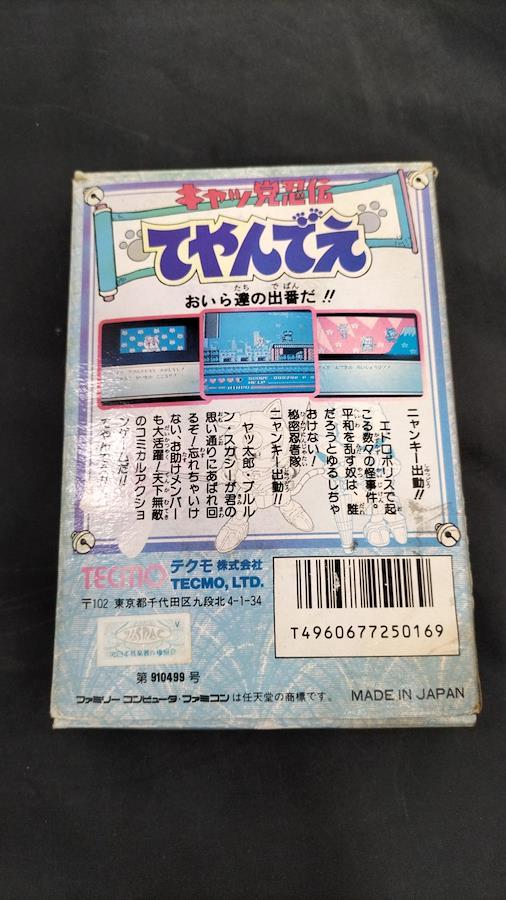 キャッ党忍伝
てやんでえ
おいら達の出番だ!!
ニャンキー出動!!
エドロポリスで起
こる数々の怪事件。
平和を乱す奴は、誰
だろうとゆるしちゃ
おけない!
秘密忍者隊
ニャンキー出動!!
ヤッ太郎・プルル
ン・スカシーが君の
思い通りにあばれ回
るぞ!忘れちゃいけ
ない、お助けメンバー
も大活躍!天下無敵
のコミカルアクショ
ンゲームだ!!
てやんでえ!!
TECMO テクモ株式会社
TECMO, LTD.
〒102 東京都千代田区九段北4-1-34
T4960677250169
第 910499 号
ファミリーコンピュータ・ファミコンは任天堂の商標です。
MADE IN JAPAN